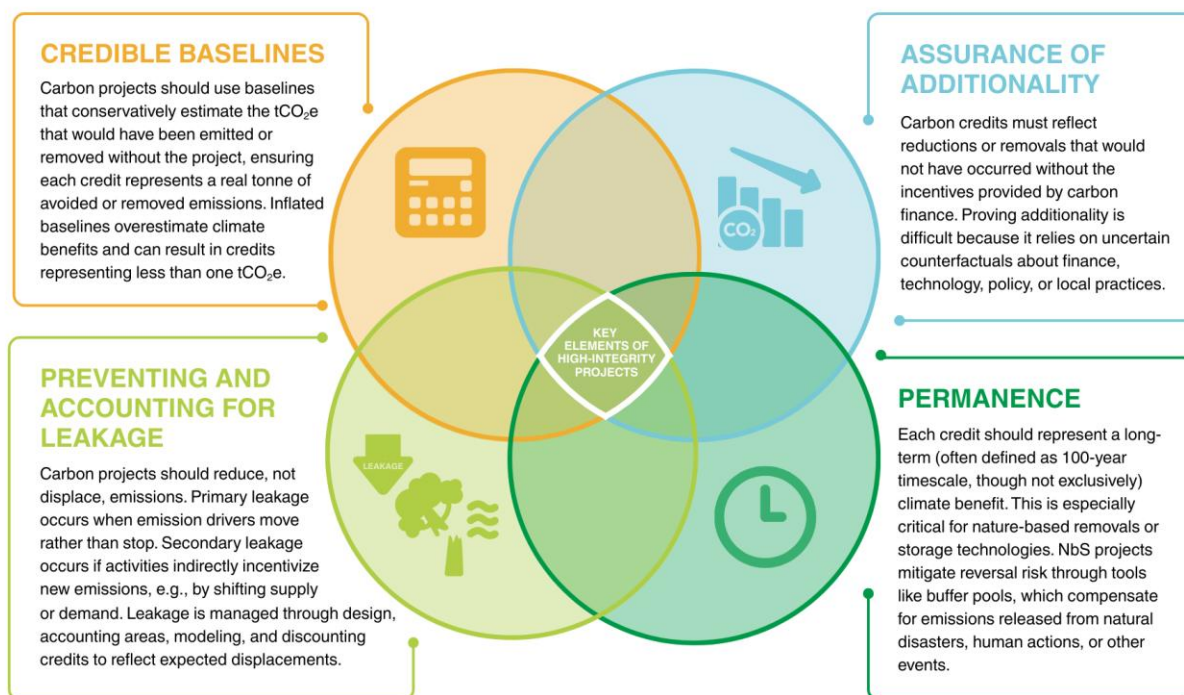 CREDIBLE BASELINES
Carbon projects should use baselines
that conservatively estimate the tCO₂e
that would have been emitted or
removed without the project, ensuring
each credit represents a real tonne of
avoided or removed emissions. Inflated
baselines overestimate climate
benefits and can result in credits
representing less than one tCO₂e.
ASSURANCE OF
ADDITIONALITY
Carbon credits must reflect
reductions or removals that would
not have occurred without the
incentives provided by carbon
finance. Proving additionality is
difficult because it relies on uncertain
counterfactuals about finance,
technology, policy, or local practices.
CO₂
KEY
ELEMENTS OF
HIGH-INTEGRITY
PROJECTS
PREVENTING AND
ACCOUNTING FOR
LEAKAGE
Carbon projects should reduce, not
displace, emissions. Primary leakage
occurs when emission drivers move
rather than stop. Secondary leakage
occurs if activities indirectly incentivize
new emissions, e.g., by shifting supply
or demand. Leakage is managed through design,
accounting areas, modeling, and discounting
credits to reflect expected displacements.
LEAKAGE
PERMANENCE
Each credit should represent a long-
term (often defined as 100-year
timescale, though not exclusively)
climate benefit. This is especially
critical for nature-based removals or
storage technologies. NbS projects
mitigate reversal risk through tools
like buffer pools, which compensate
for emissions released from natural
disasters, human actions, or other
events.